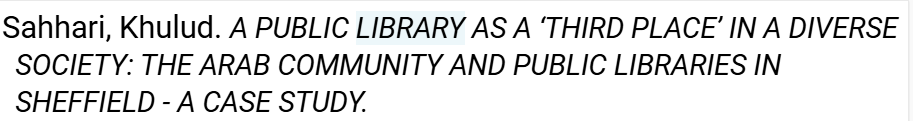 Sahhari, Khulud. A PUBLIC LIBRARY AS A ‘THIRD PLACE’ IN A DIVERSE
SOCIETY: THE ARAB COMMUNITY AND PUBLIC LIBRARIES IN
SHEFFIELD - A CASE STUDY.